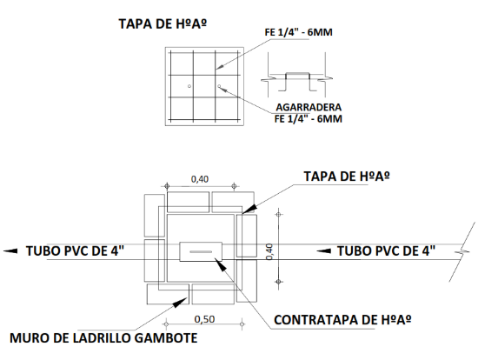 TAPA DE HºAº
FE 1/4" - 6MM
AGARRADERA
FE 1/4" - 6MM
0,40
TAPA DE HºAº
TUBO PVC DE 4"
0,40
TUBO PVC DE 4"
0,50
CONTRATAPA DE HºAº
MURO DE LADRILLO GAMBOTE